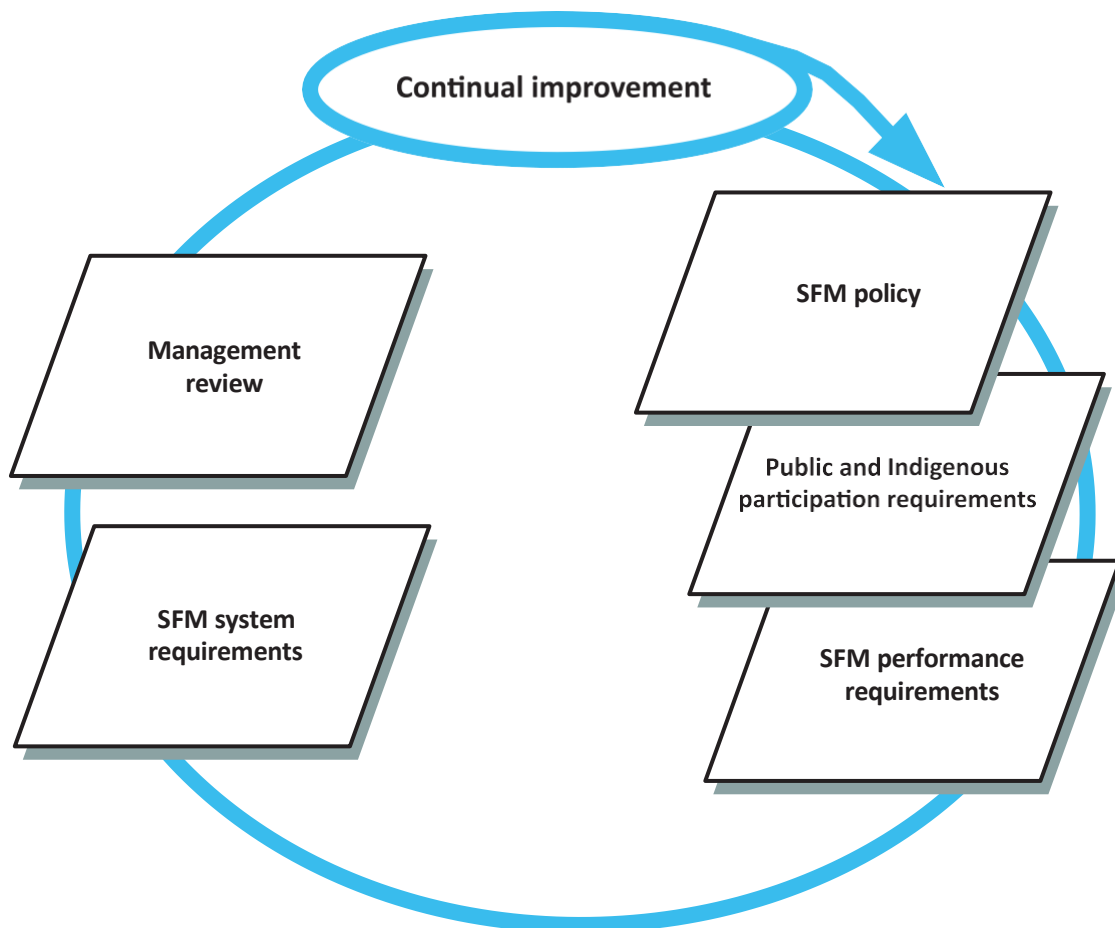 Continual improvement
SFM policy
Public and Indigenous
participation requirements
SFM performance
requirements
SFM system
requirements
Management
review